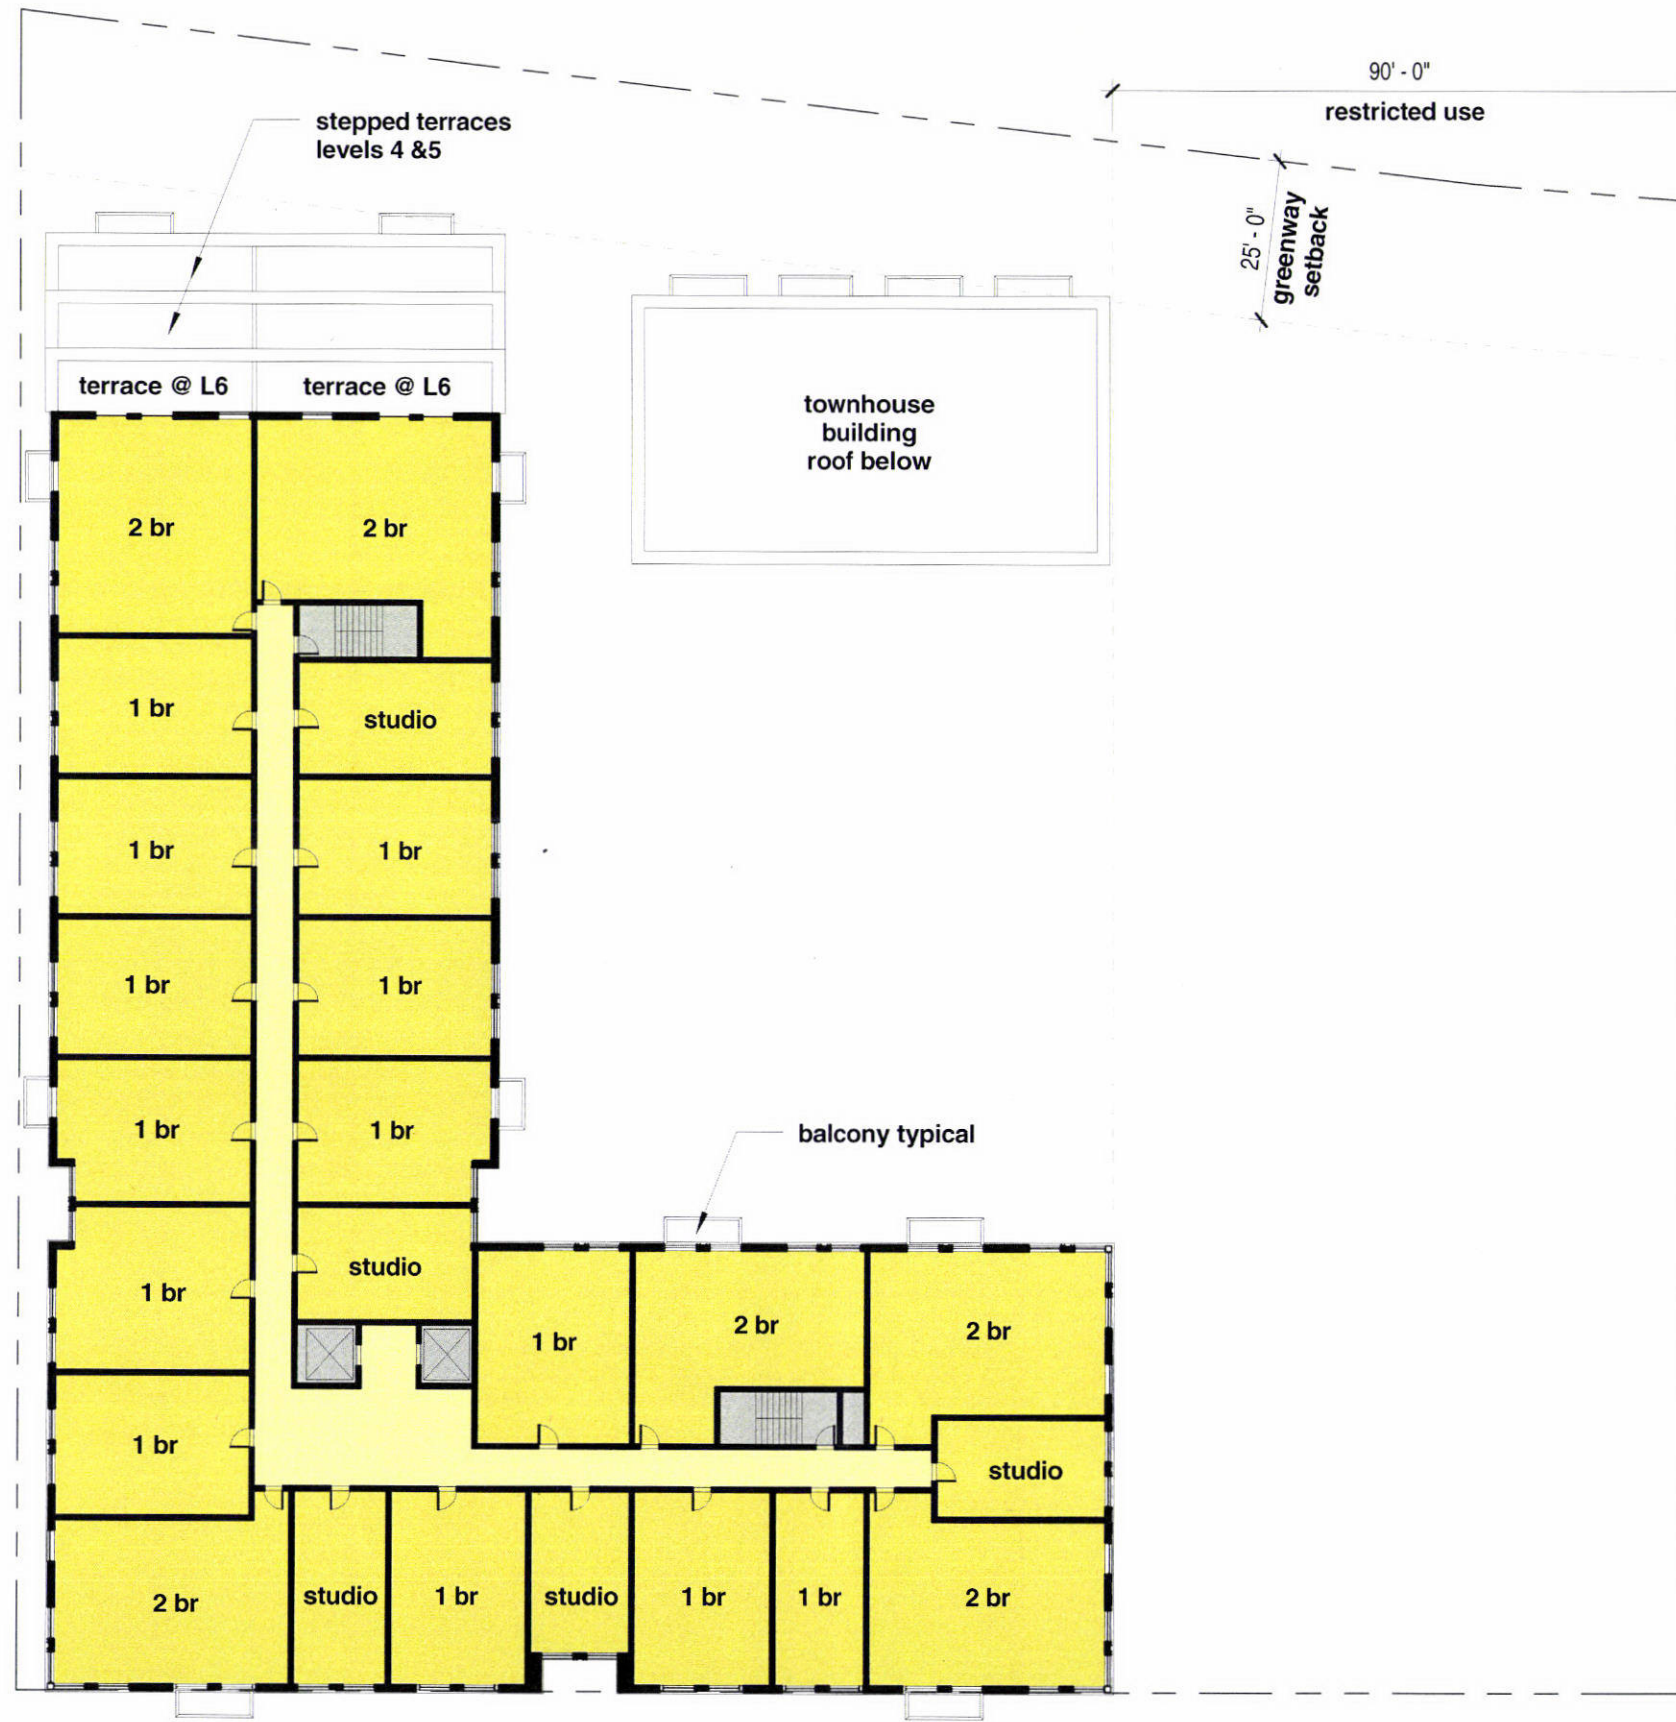 90' - 0"
restricted use
stepped terraces
levels 4 &5
25' - 0"
greenway
setback
terrace @ L6
terrace @ L6
townhouse
building
roof below
2 br
2 br
1 br
studio
1 br
1 br
1 br
1 br
1 br
1 br
balcony typical
studio
1 br
1 br
2 br
2 br
1 br
studio
2 br
studio
1 br
studio
1 br
1 br
2 br